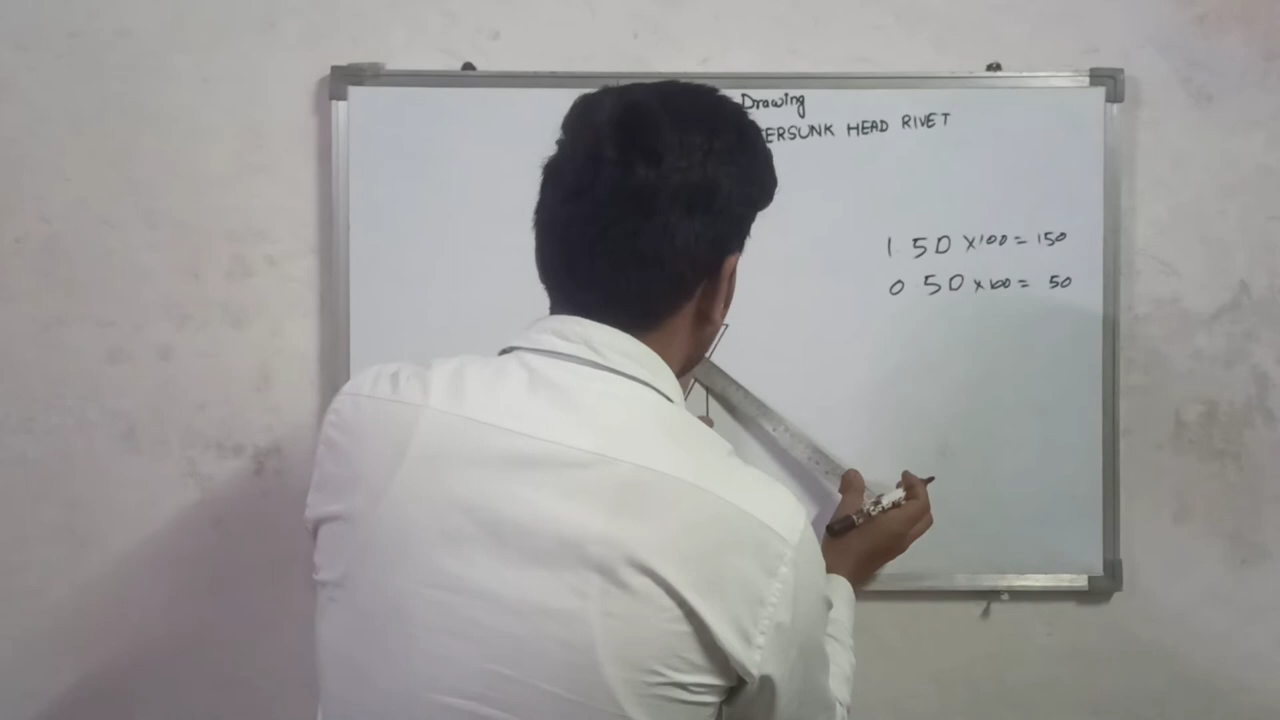 Drawing
ERSUNK HEAD RIVET
1 5D ×100 = 150
0 5D ×100 = 50